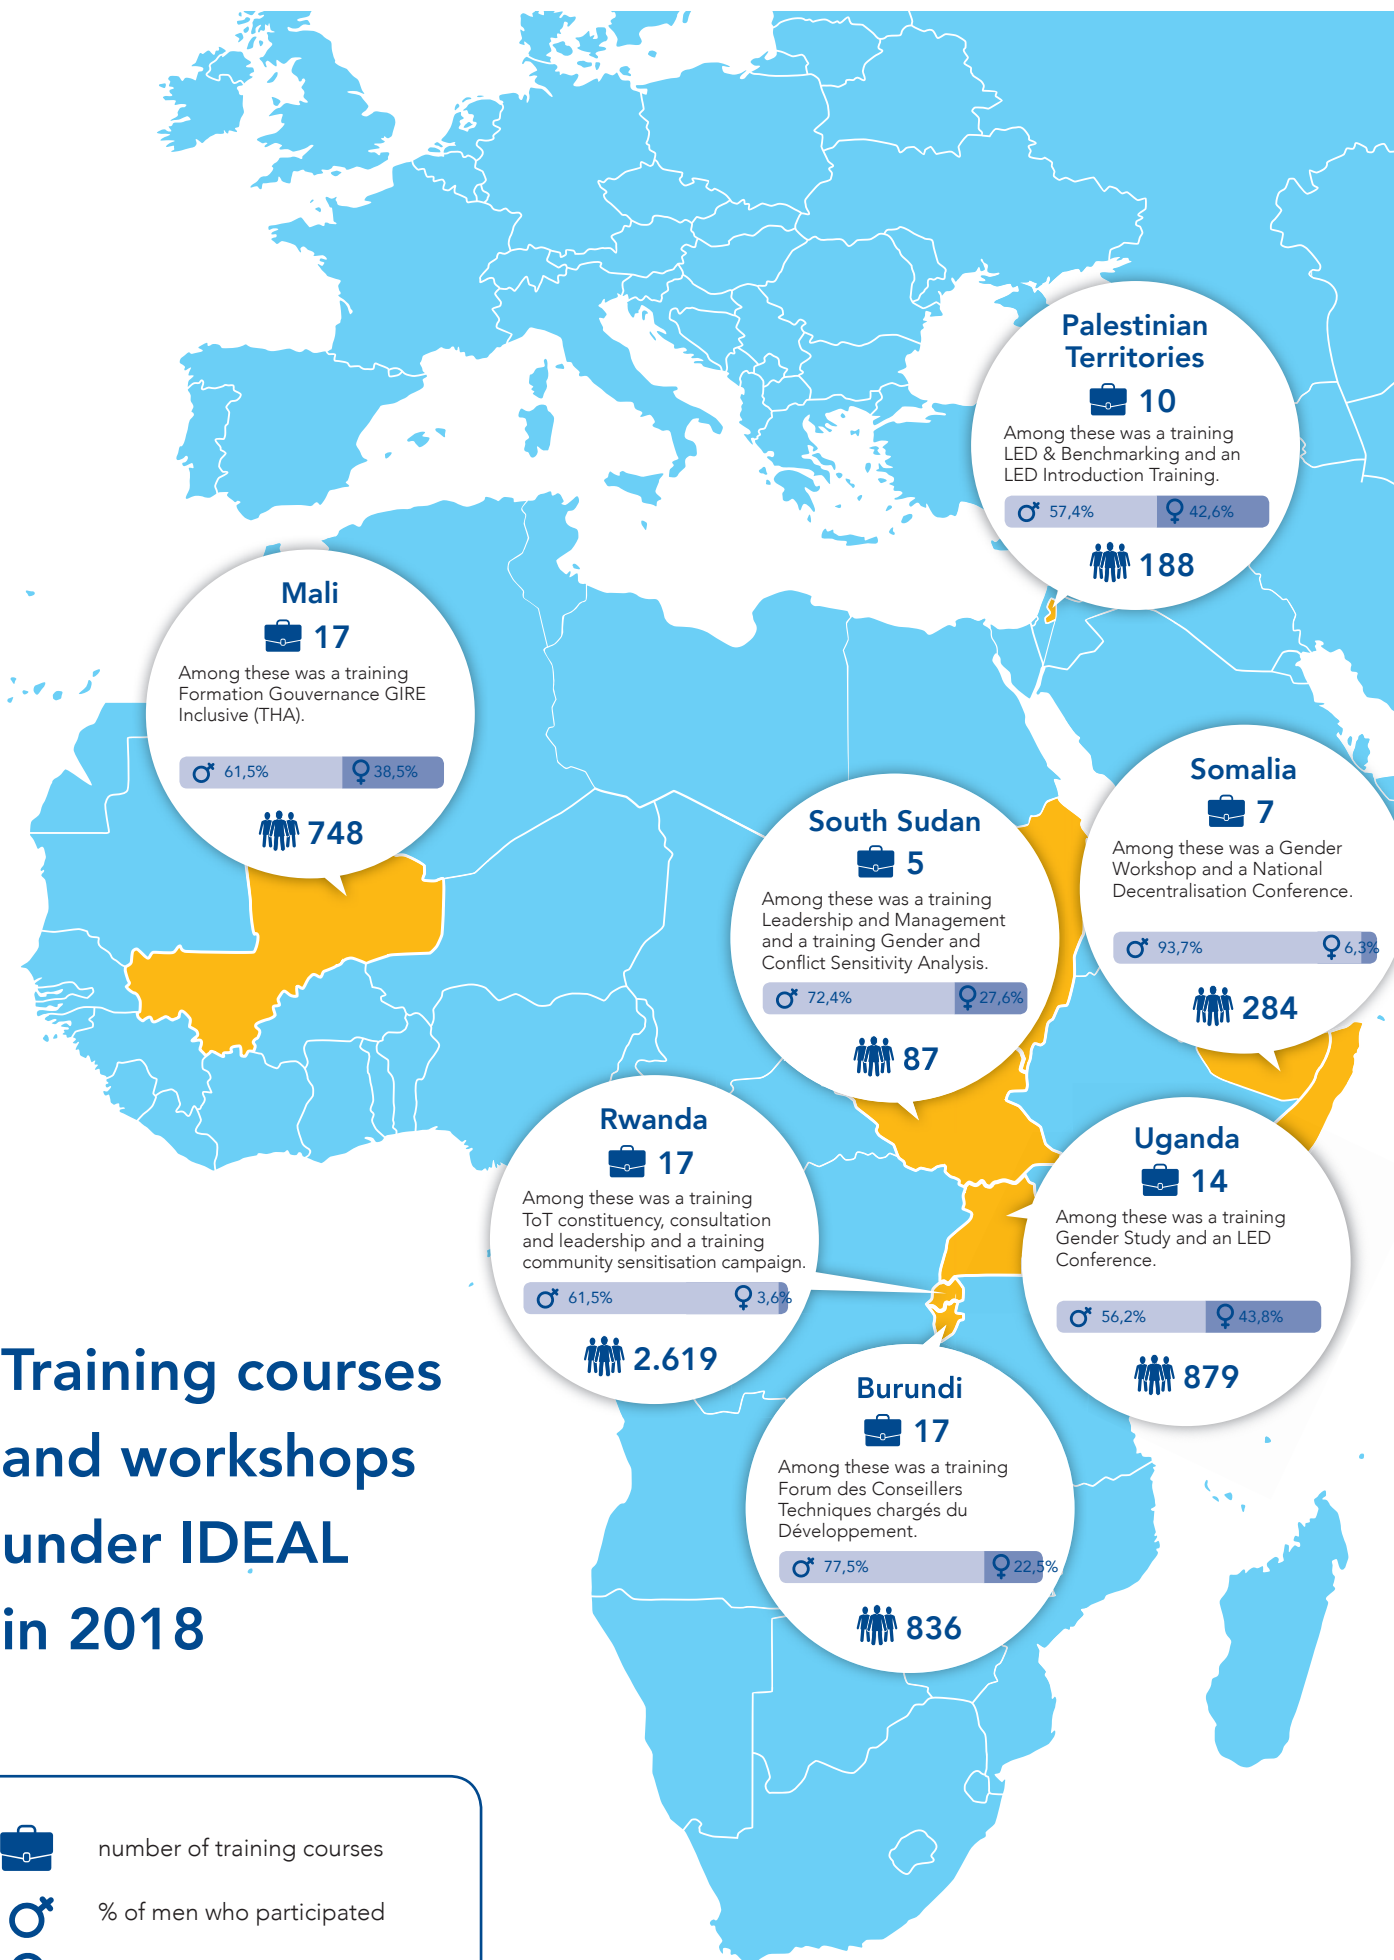 Palestinian
Territories
10
Among these was a training
LED & Benchmarking and an
LED Introduction Training.
57,4%
42,6%
188
Mali
17
Among these was a training
Formation Gouvernance GIRE
Inclusive (THA).
61,5%
38,5%
748
Somalia
7
Among these was a Gender
Workshop and a National
Decentralisation Conference.
93,7%
6,3%
284
South Sudan
5
Among these was a training
Leadership and Management
and a training Gender and
Conflict Sensitivity Analysis.
72,4%
27,6%
87
Rwanda
17
Among these was a training
ToT constituency, consultation
and leadership and a training
community sensitisation campaign.
61,5%
3,6%
2.619
Uganda
14
Among these was a training
Gender Study and an LED
Conference.
56,2%
43,8%
879
Burundi
17
Among these was a training
Forum des Conseillers
Techniques chargés du
Développement.
77,5%
22,5%
836
Training courses
and workshops
under IDEAL
in 2018
number of training courses
% of men who participated